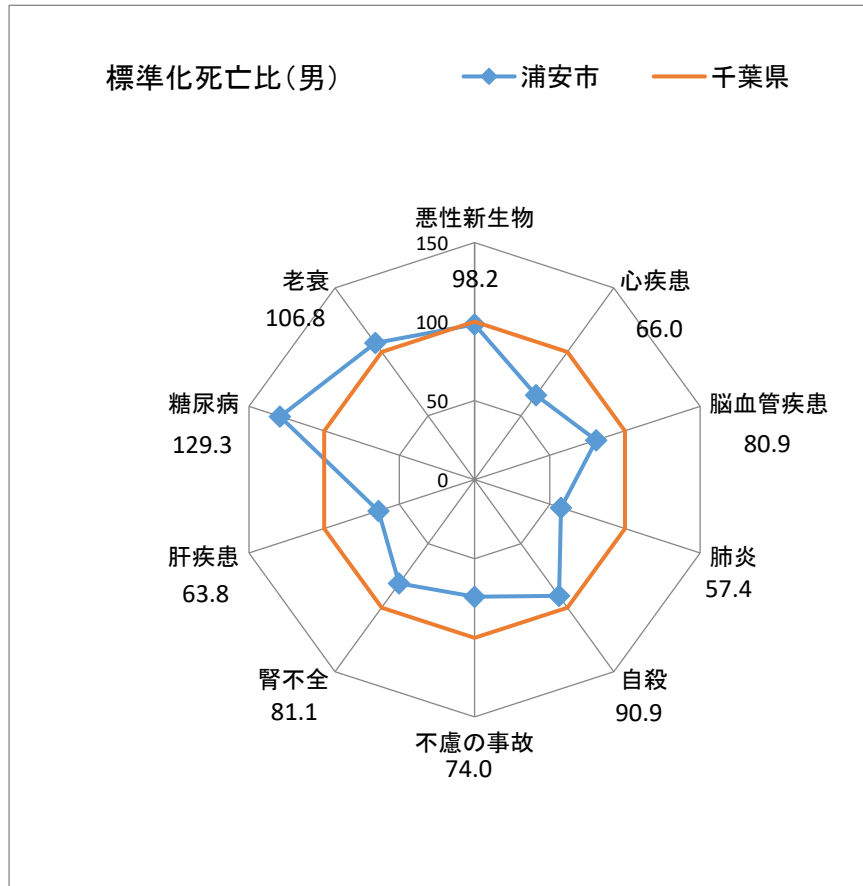 標準化死亡比(男)
浦安市
千葉県
悪性新生物
98.2
心疾患
66.0
脳血管疾患
80.9
肺炎
57.4
自殺
90.9
不慮の事故
74.0
腎不全
81.1
肝疾患
63.8
糖尿病
129.3
老衰
106.8
150
100
50
0